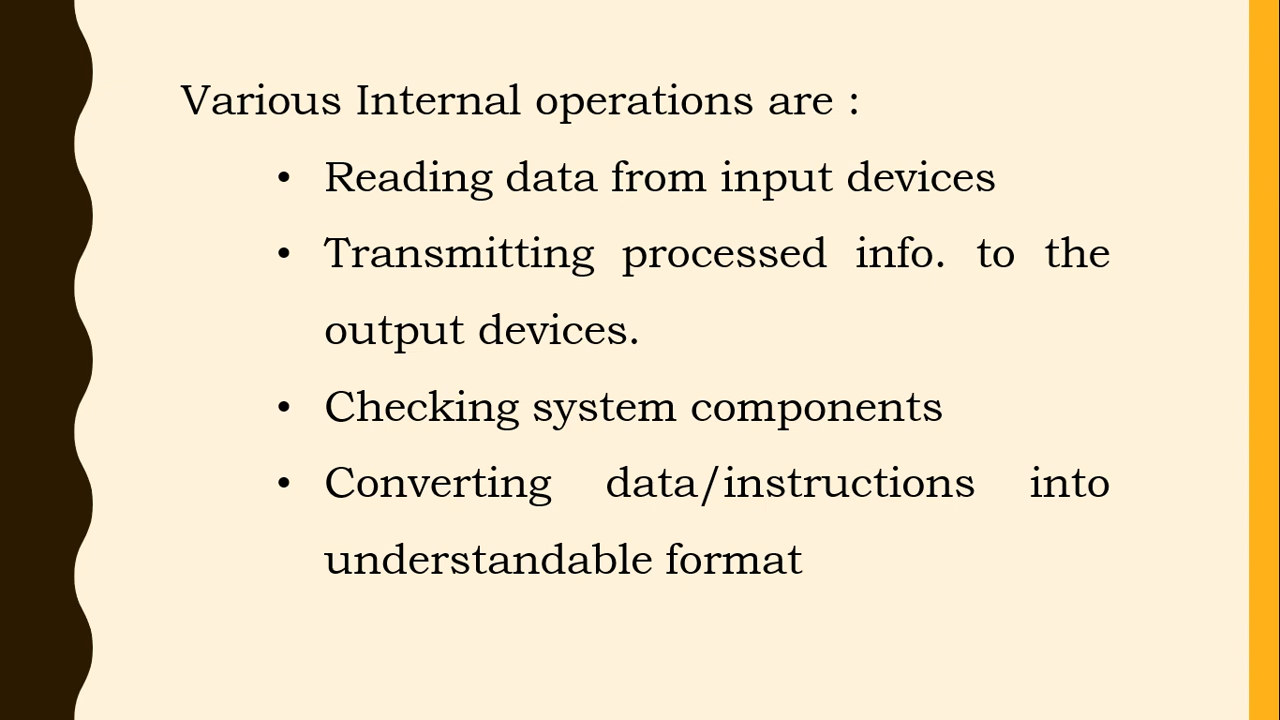 Various Internal operations are :
• Reading data from input devices
• Transmitting processed info. to the
output devices.
• Checking system components
• Converting data/instructions into
understandable format